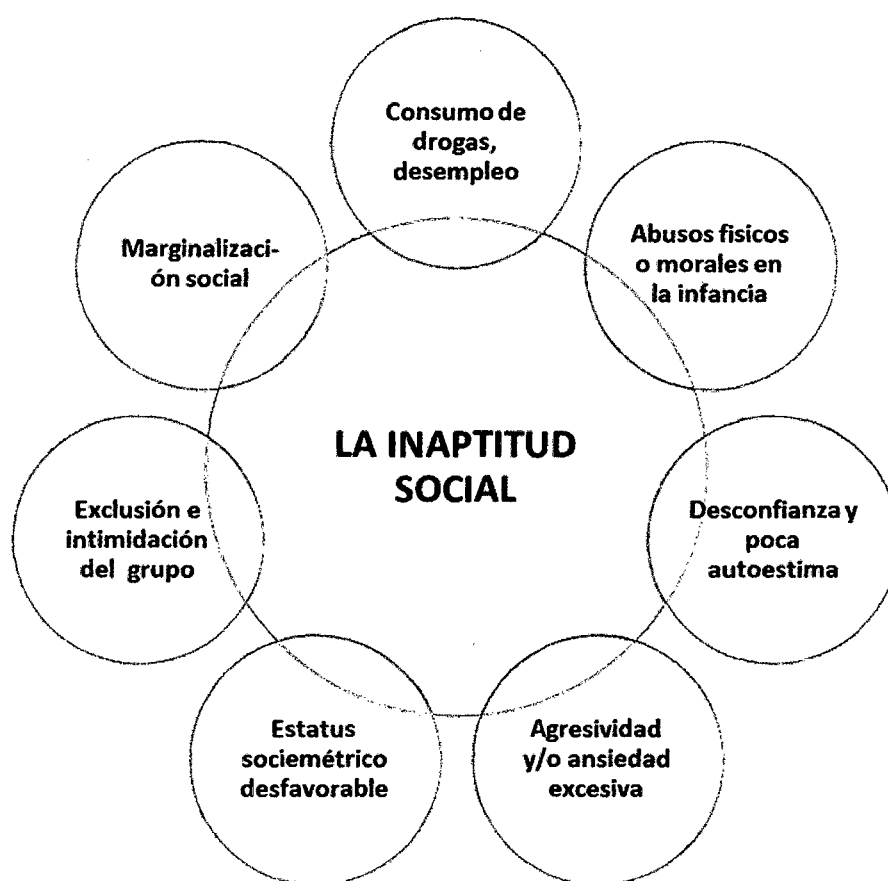 Consumo de
drogas,
desempleo
Abusos fisicos
o morales en
la infancia
Desconfianza y
poca
autoestima
Agresividad
y/o ansiedad
excesiva
Estatus
sociemétrico
desfavorable
Exclusión e
intimidación
del grupo
Marginalizaci-
ón social
LA INAPTITUD
SOCIAL